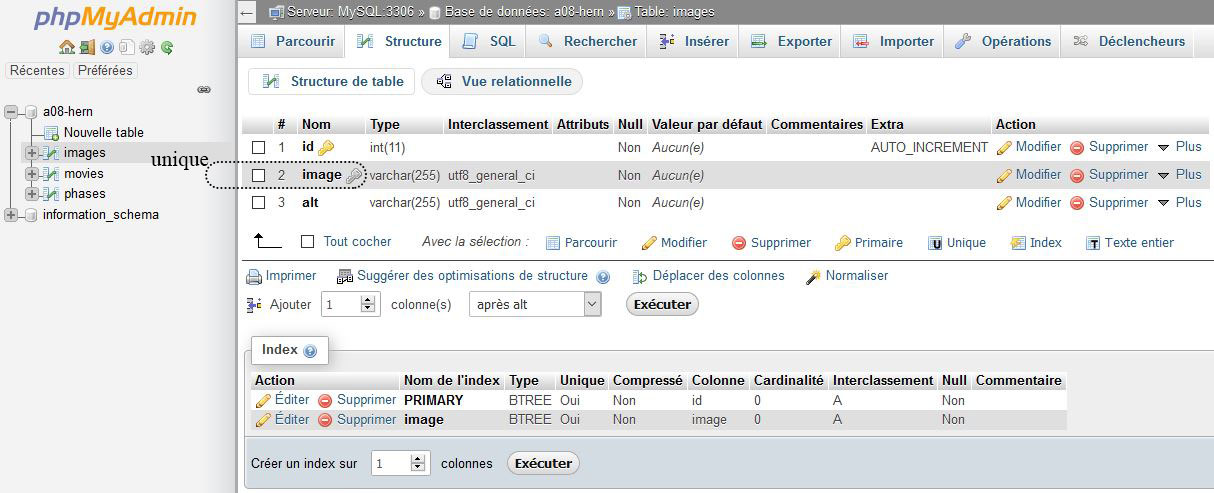 phpMyAdmin
Récentes Préférées
a08-hern
Nouvelle table
images
movies
phases
information_schema
unique
Serveur: MySQL:3306 » Base de données: a08-hern » Table: images
Parcourir Structure SQL Rechercher Insérer Exporter Importer Opérations Déclencheurs
Structure de table Vue relationnelle
# Nom Type Interclassement Attributs Null Valeur par défaut Commentaires Extra Action
1 id int(11) Non Aucun(e) AUTO_INCREMENT Modifier Supprimer Plus
2 image varchar(255) utf8_general_ci Non Aucun(e) Modifier Supprimer Plus
3 alt varchar(255) utf8_general_ci Non Aucun(e) Modifier Supprimer Plus
Tout cocher Avec la sélection : Parcourir Modifier Supprimer Primaire Unique Index Texte entier
Imprimer Suggérer des optimisations de structure Déplacer des colonnes Normaliser
Ajouter 1 colonne(s) après alt Exécuter
Index
Action Nom de l'index Type Unique Compressé Colonne Cardinalité Interclassement Null Commentaire
Éditer Supprimer PRIMARY BTREE Oui Non id 0 A Non
Éditer Supprimer image BTREE Oui Non image 0 A Non
Créer un index sur 1 colonnes Exécuter